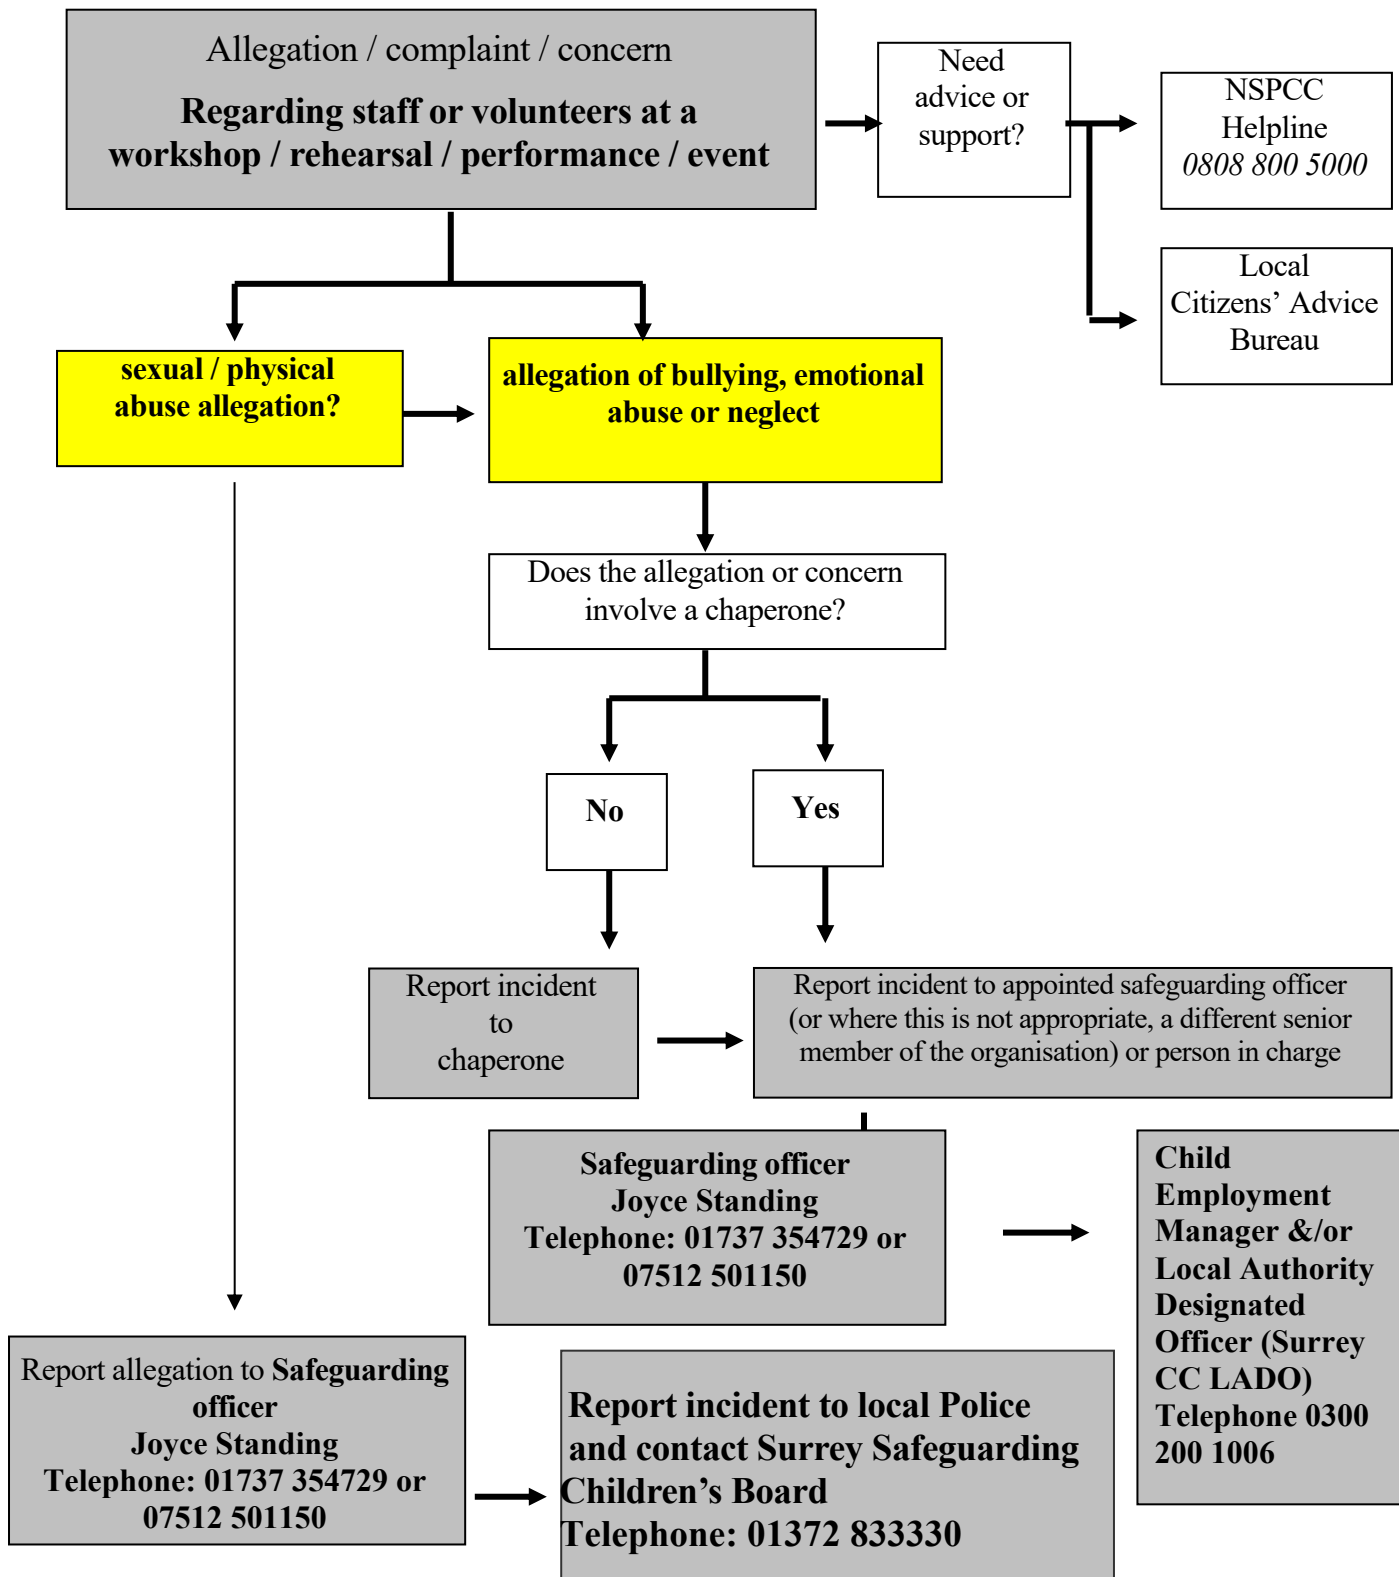 Allegation / complaint / concern
Regarding staff or volunteers at a
workshop / rehearsal / performance / event
Need
advice or
support?
NSPCC
Helpline
0808 800 5000
Local
Citizens’ Advice
Bureau
sexual / physical
abuse allegation?
allegation of bullying, emotional
abuse or neglect
Does the allegation or concern
involve a chaperone?
No
Yes
Report incident
to
chaperone
Report incident to appointed safeguarding officer
(or where this is not appropriate, a different senior
member of the organisation) or person in charge
Safeguarding officer
Joyce Standing
Telephone: 01737 354729 or
07512 501150
Child
Employment
Manager &/or
Local Authority
Designated
Officer (Surrey
CC LADO)
Telephone 0300
200 1006
Report allegation to Safeguarding
officer
Joyce Standing
Telephone: 01737 354729 or
07512 501150
Report incident to local Police
and contact Surrey Safeguarding
Children’s Board
Telephone: 01372 833330